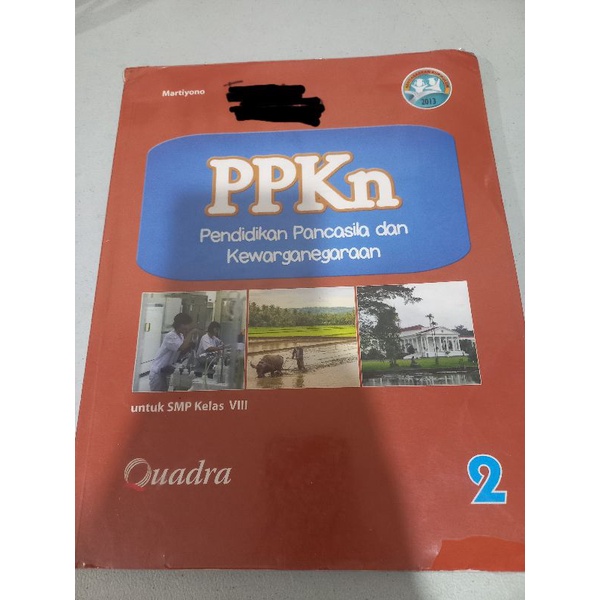 Martiyono
2013
PPKn
Pendidikan Pancasila dan
Kewarganegaraan
untuk SMP Kelas VIII
Quadra
2